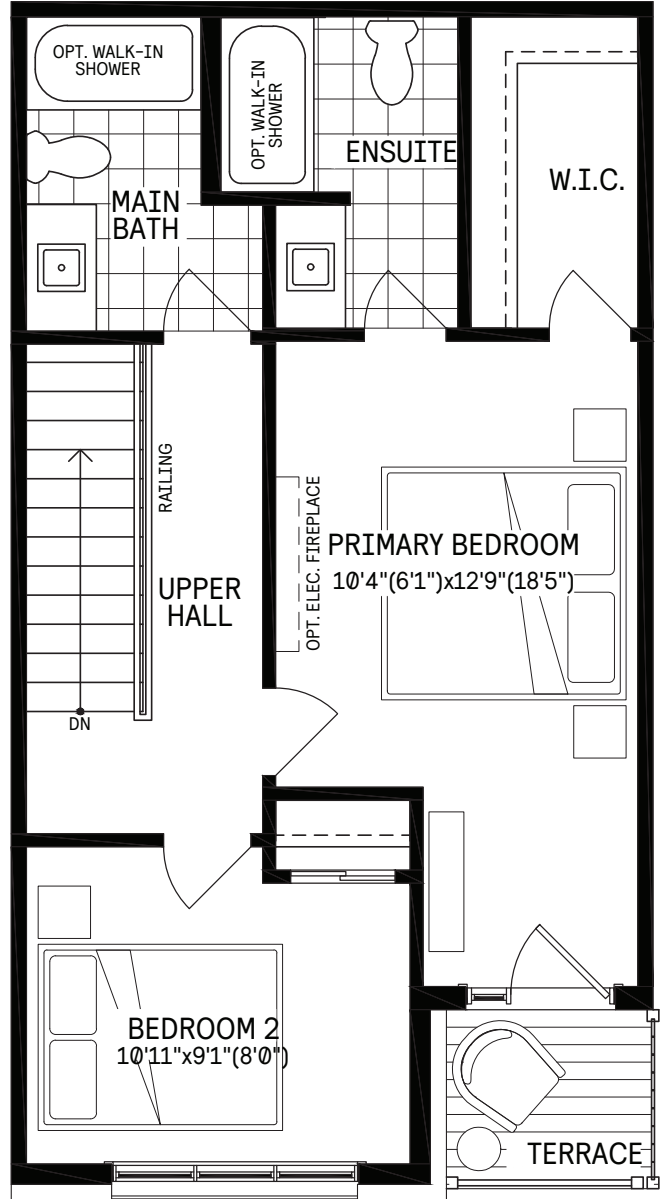 OPT. WALK-IN
SHOWER
OPT. WALK-IN
SHOWER
ENSUITE
W.I.C.
MAIN
BATH
RAILING
OPT. ELEC. FIREPLACE
PRIMARY BEDROOM
10'4"(6'1")x12'9"(18'5")
UPPER
HALL
DN
BEDROOM 2
10'11"x9'1"(8'0")
TERRACE